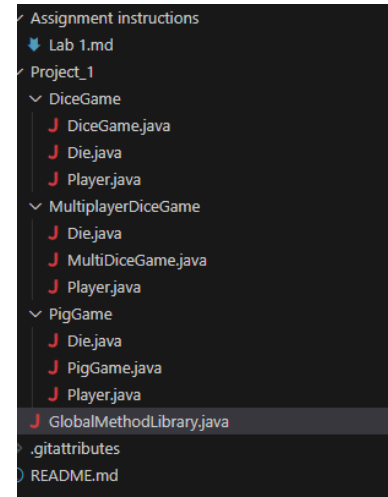 Assignment instructions
Lab 1.md
Project_1
DiceGame
J DiceGame.java
J Die.java
J Player.java
MultiplayerDiceGame
J Die.java
J MultiDiceGame.java
J Player.java
PigGame
J Die.java
J PigGame.java
J Player.java
J GlobalMethodLibrary.java
.gitattributes
README.md